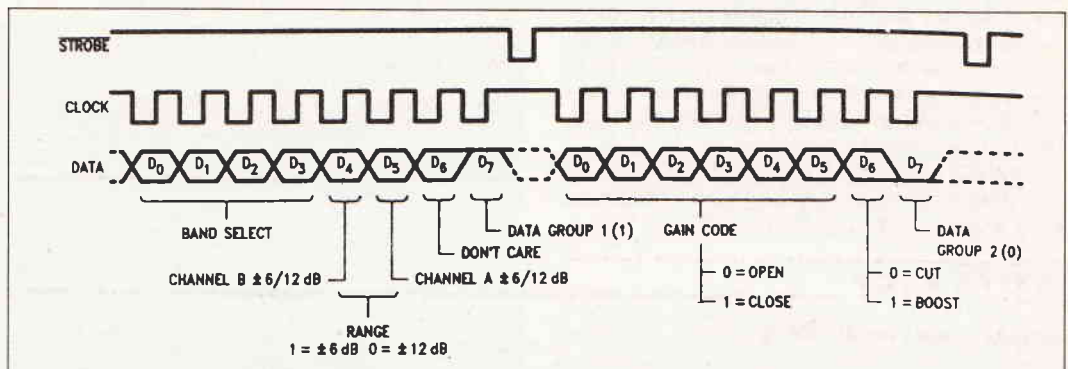 STROBE
CLOCK
DATA D0 D1 D2 D3 D4 D5 D6 D7 D0 D1 D2 D3 D4 D5 D6 D7
BAND SELECT
DATA GROUP 1 (1)
GAIN CODE
DATA
GROUP 2 (0)
DON'T CARE
CHANNEL B ±6/12 dB
CHANNEL A ±6/12 dB
0 = OPEN
1 = CLOSE
0 = CUT
1 = BOOST
RANGE
1 = ±6 dB 0 = ±12 dB